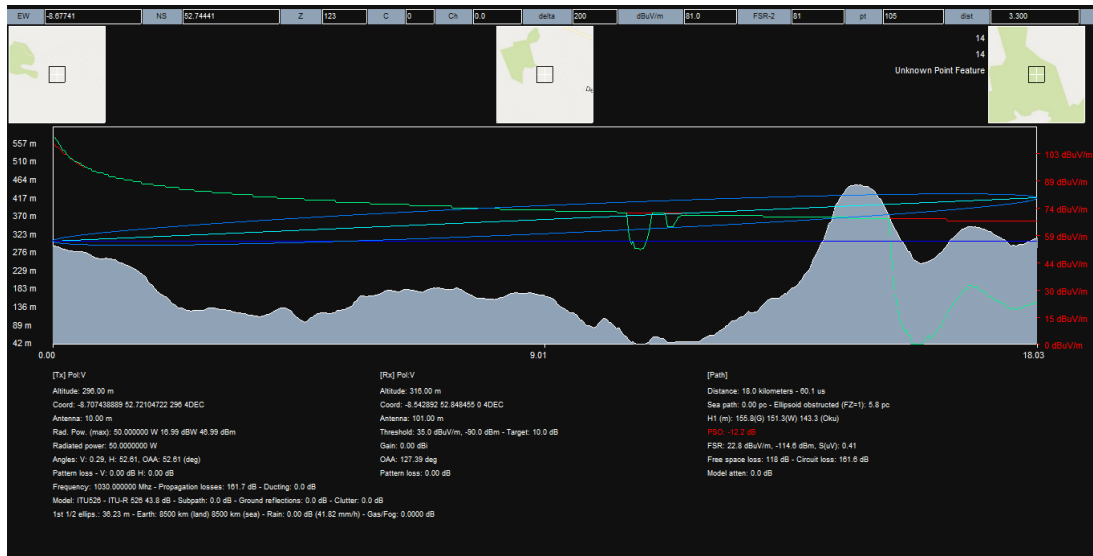 EW -8.67741 NS 52.74441 Z 123 C 0 Ch 0.0 delta 200 dBuV/m 81.0 FSR-2 81 pt 105 dist 3.300
14
14
Unknown Point Feature
557 m
510 m
464 m
417 m
370 m
323 m
276 m
229 m
183 m
136 m
89 m
42 m
103 dBuV/m
89 dBuV/m
74 dBuV/m
59 dBuV/m
44 dBuV/m
30 dBuV/m
15 dBuV/m
0 dBuV/m
0.00 9.01 18.03
[Tx] Pol:V
Altitude: 296.00 m
Coord: -8.707438889 52.72104722 296 4DEC
Antenna: 10.00 m
Rad. Pow. (max): 50.000000 W 16.99 dBW 46.99 dBm
Radiated power: 50.0000000 W
Angles: V: 0.29, H: 52.61, OAA: 52.61 (deg)
Pattern loss - V: 0.00 dB H: 0.00 dB
Frequency: 1030.000000 Mhz - Propagation losses: 161.7 dB - Ducting: 0.0 dB
Model: ITU526 - ITU-R 526 43.8 dB - Subpath: 0.0 dB - Ground reflections: 0.0 dB - Clutter: 0.0 dB
1st 1/2 ellips.: 36.23 m - Earth: 8500 km (land) 8500 km (sea) - Rain: 0.00 dB (41.82 mm/h) - Gas/Fog: 0.0000 dB
[Rx] Pol:V
Altitude: 316.00 m
Coord: -8.542892 52.848455 0 4DEC
Antenna: 101.00 m
Threshold: 35.0 dBuV/m, -90.0 dBm - Target: 10.0 dB
Gain: 0.00 dBi
OAA: 127.39 deg
Pattern loss: 0.00 dB
[Path]
Distance: 18.0 kilometers - 60.1 us
Sea path: 0.00 pc - Ellipsoid obstructed (FZ=1): 5.8 pc
H1 (m): 155.8(G) 151.3(W) 143.3 (Oku)
FSO: -12.2 dB
FSR: 22.8 dBuV/m, -114.6 dBm, S(uV): 0.41
Free space loss: 118 dB - Circuit loss: 161.6 dB
Model atten: 0.0 dB